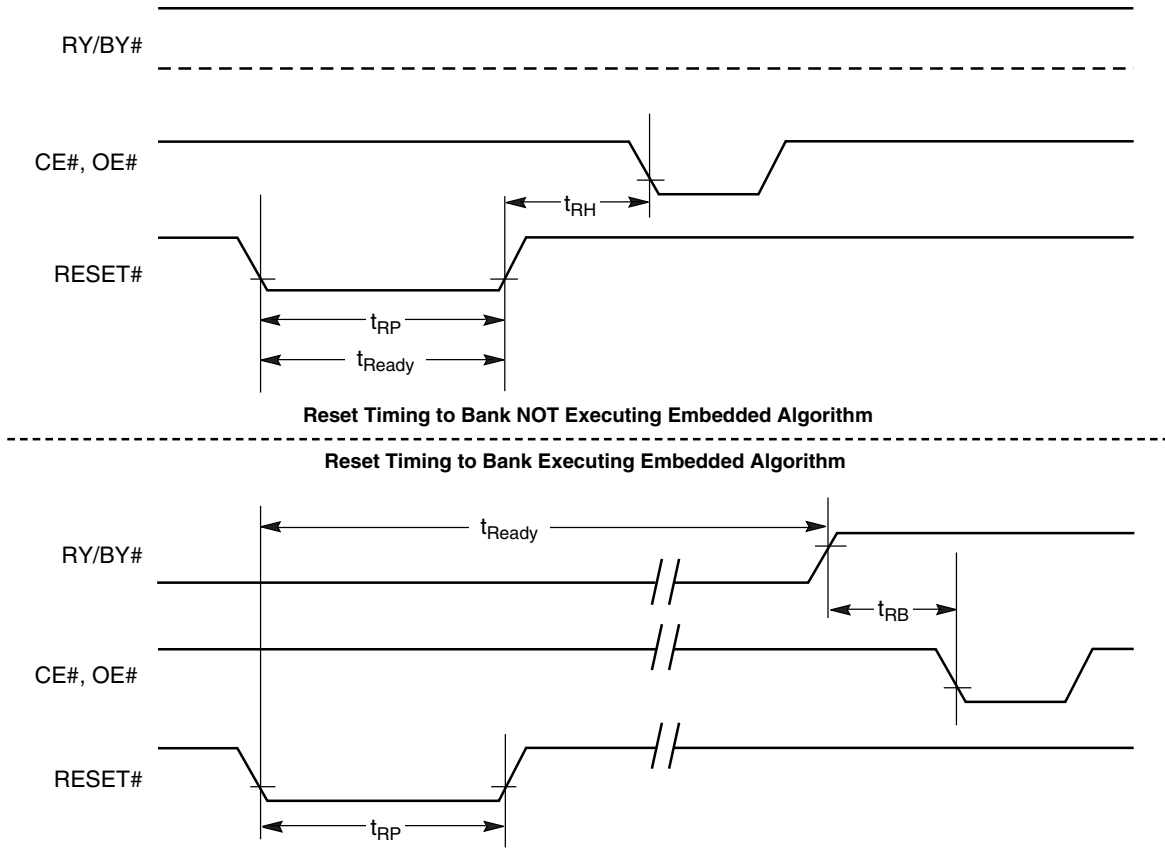 RY/BY#
CE#, OE#
tRH
RESET#
tRP
tReady
Reset Timing to Bank NOT Executing Embedded Algorithm
Reset Timing to Bank Executing Embedded Algorithm
tReady
RY/BY#
tRB
CE#, OE#
RESET#
tRP